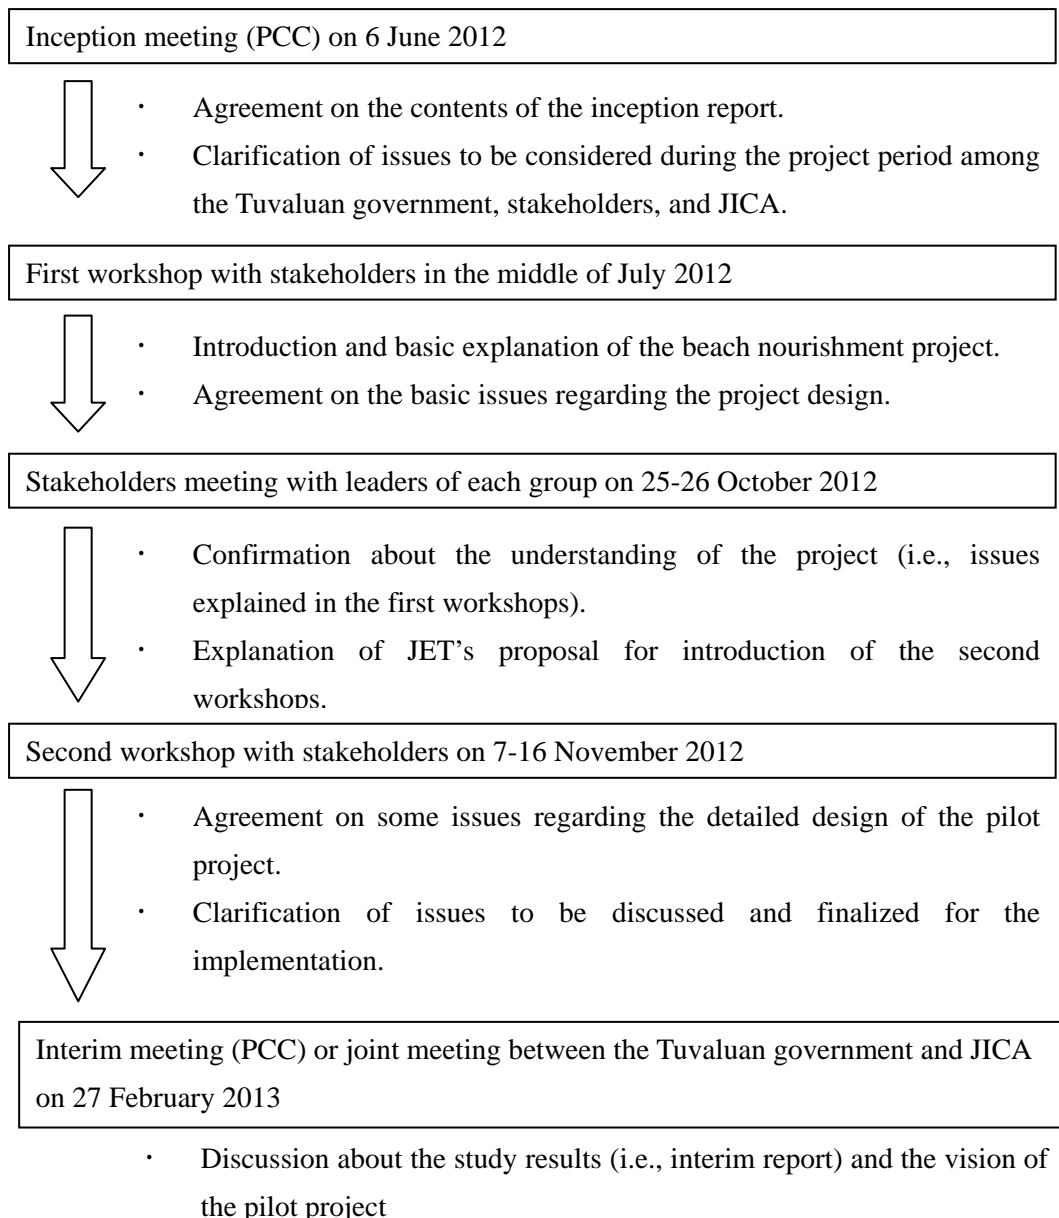 Inception meeting (PCC) on 6 June 2012
・ Agreement on the contents of the inception report.
・ Clarification of issues to be considered during the project period among
the Tuvaluan government, stakeholders, and JICA.
First workshop with stakeholders in the middle of July 2012
・ Introduction and basic explanation of the beach nourishment project.
・ Agreement on the basic issues regarding the project design.
Stakeholders meeting with leaders of each group on 25-26 October 2012
・ Confirmation about the understanding of the project (i.e., issues
explained in the first workshops).
・ Explanation of JET’s proposal for introduction of the second
workshops.
Second workshop with stakeholders on 7-16 November 2012
・ Agreement on some issues regarding the detailed design of the pilot
project.
・ Clarification of issues to be discussed and finalized for the
implementation.
Interim meeting (PCC) or joint meeting between the Tuvaluan government and JICA
on 27 February 2013
・ Discussion about the study results (i.e., interim report) and the vision of
the pilot project